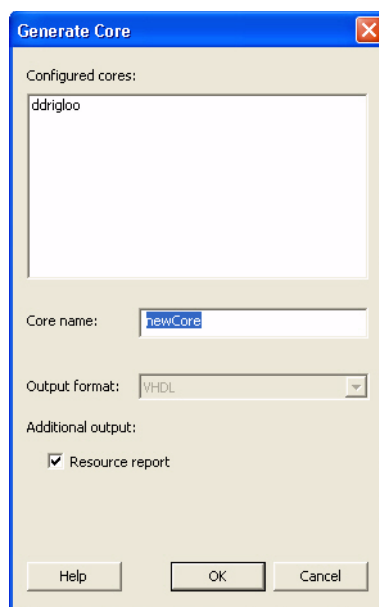 Generate Core
Configured cores:
ddrigloo
Core name: newCore
Output format: VHDL
Additional output:
Resource report
Help OK Cancel